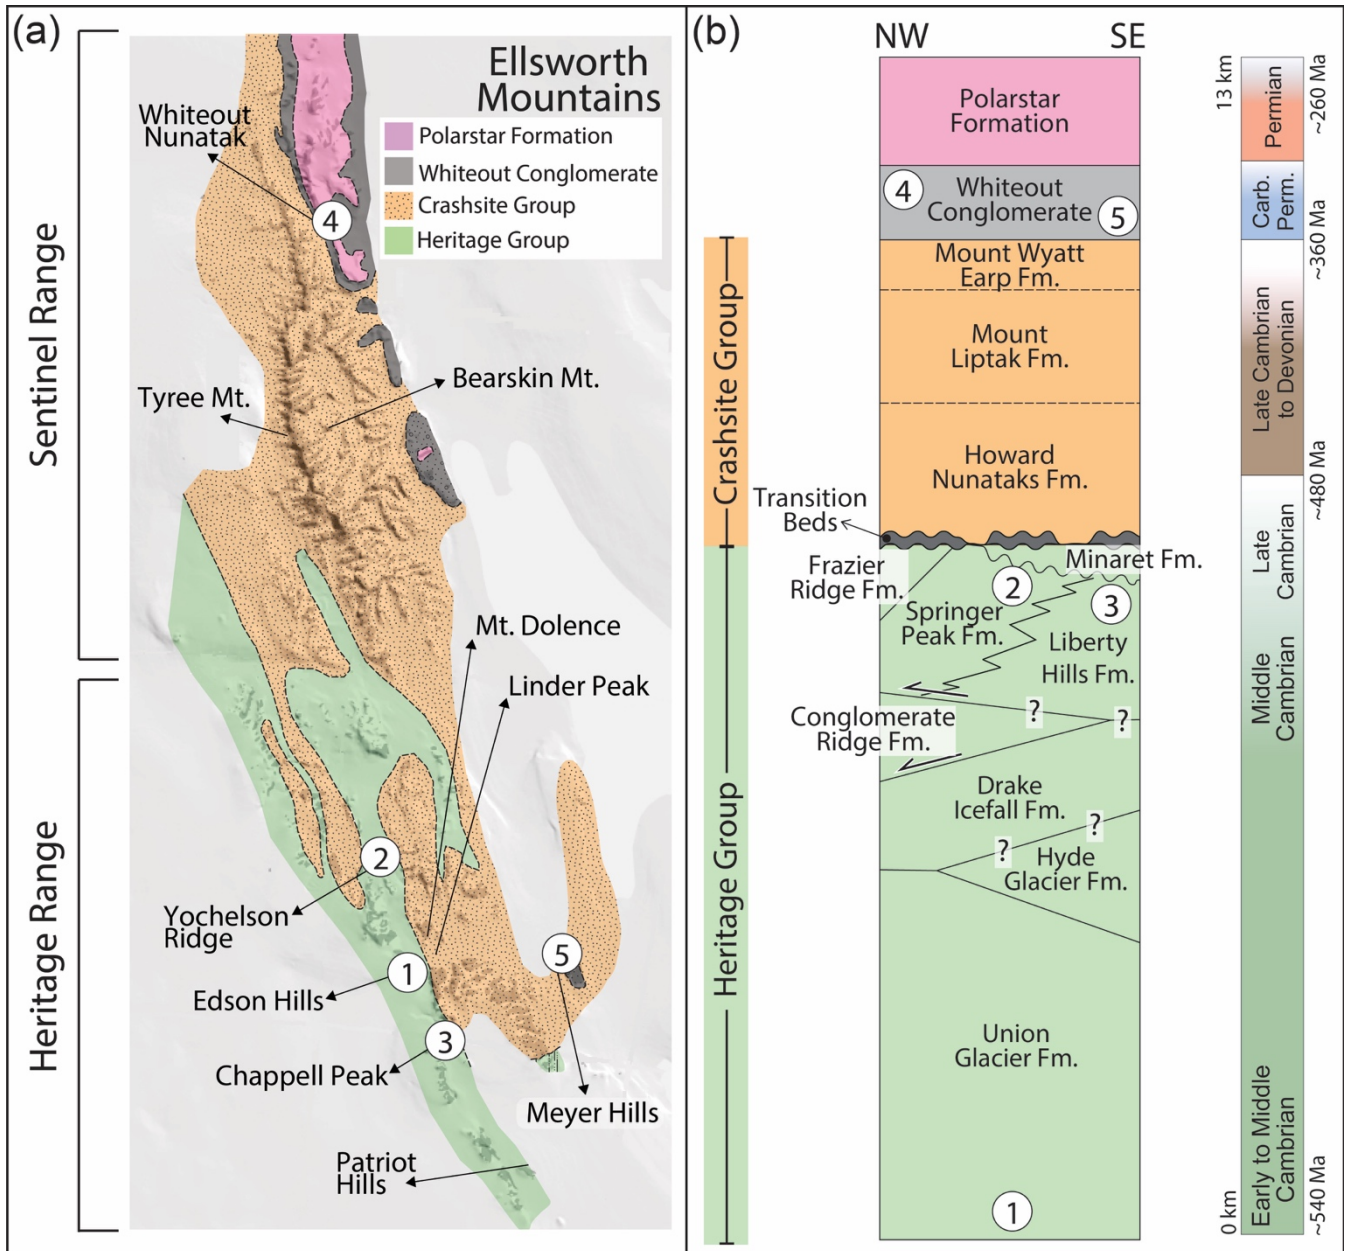 (a)
Ellsworth
Mountains
Polarstar Formation
Whiteout Conglomerate
Crashsite Group
Heritage Group
Sentinel Range
Heritage Range
Whiteout
Nunatak
4
Tyree Mt.
Bearskin Mt.
Mt. Dolence
Linder Peak
2
Yochelson
Ridge
1
Edson Hills
5
3
Chappell Peak
Meyer Hills
Patriot
Hills
(b)
NW
SE
Polarstar
Formation
4
Whiteout
Conglomerate
5
Mount Wyatt
Earp Fm.
Mount
Liptak Fm.
Howard
Nunataks Fm.
Transition
Beds
Minaret Fm.
Frazier
Ridge Fm.
2
3
Springer
Peak Fm.
Liberty
Hills Fm.
?
?
Conglomerate
Ridge Fm.
Drake
Icefall Fm.
?
?
Hyde
Glacier Fm.
Union
Glacier Fm.
1
Crashsite Group
Heritage Group
13 km
0 km
Permian
Carb.
Perm.
Late Cambrian
to Devonian
Late
Cambrian
Middle
Cambrian
Early to Middle
Cambrian
~260 Ma
~360 Ma
~480 Ma
~540 Ma